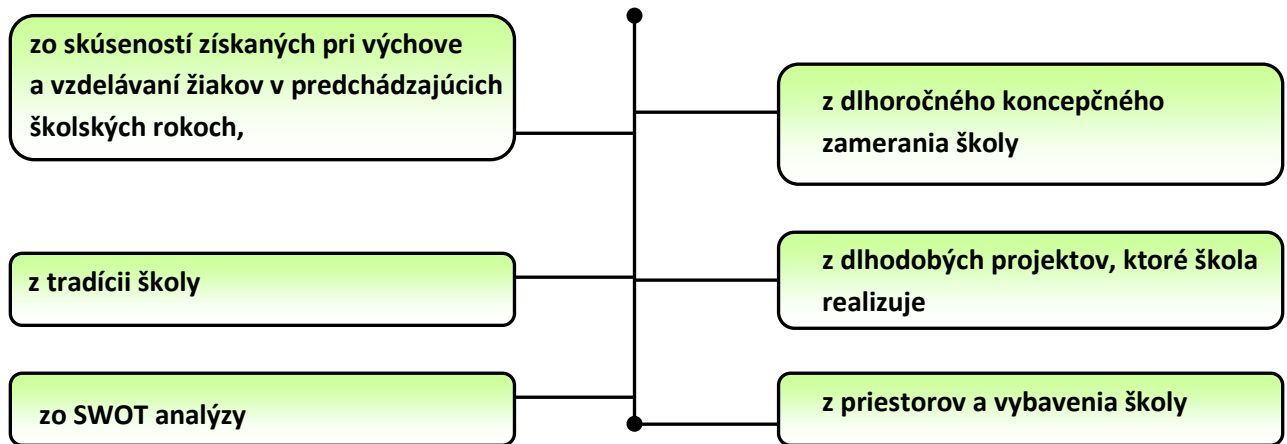 zo skúseností získaných pri výchove
a vzdelávaní žiakov v predchádzajúcich
školských rokoch,
z dlhoročného koncepčného
zamerania školy
z tradícii školy
z dlhodobých projektov, ktoré škola
realizuje
zo SWOT analýzy
z priestorov a vybavenia školy